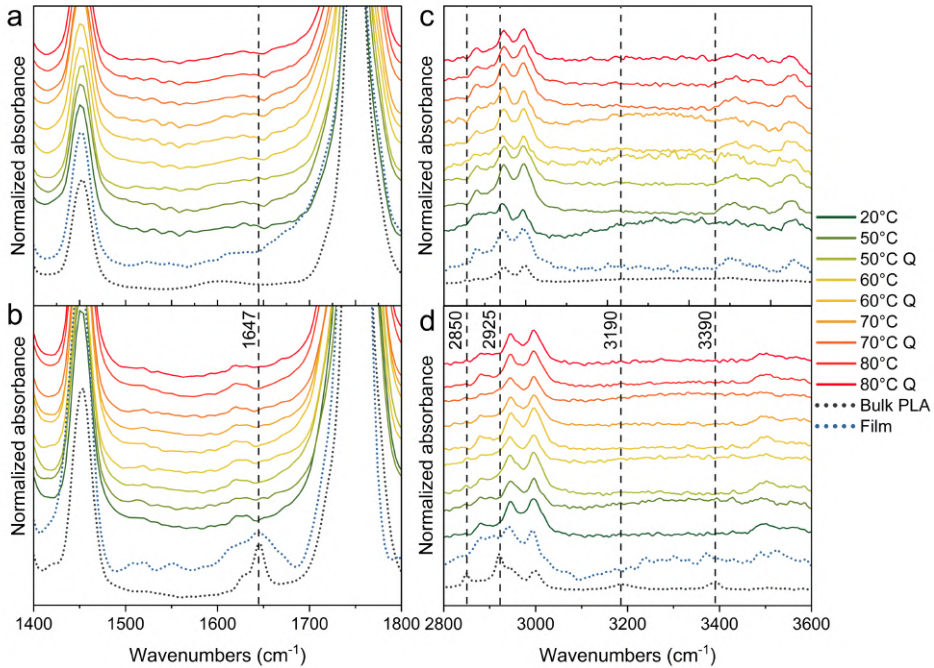 a
c
Normalized absorbance
Normalized absorbance
20°C
50°C
50°C Q
60°C
60°C Q
70°C
70°C Q
80°C
80°C Q
Bulk PLA
Film
b
1647
d
2850
2925
3190
3390
Normalized absorbance
Normalized absorbance
1400 1500 1600 1700 1800
2800 3000 3200 3400 3600
Wavenumbers (cm⁻¹)
Wavenumbers (cm⁻¹)